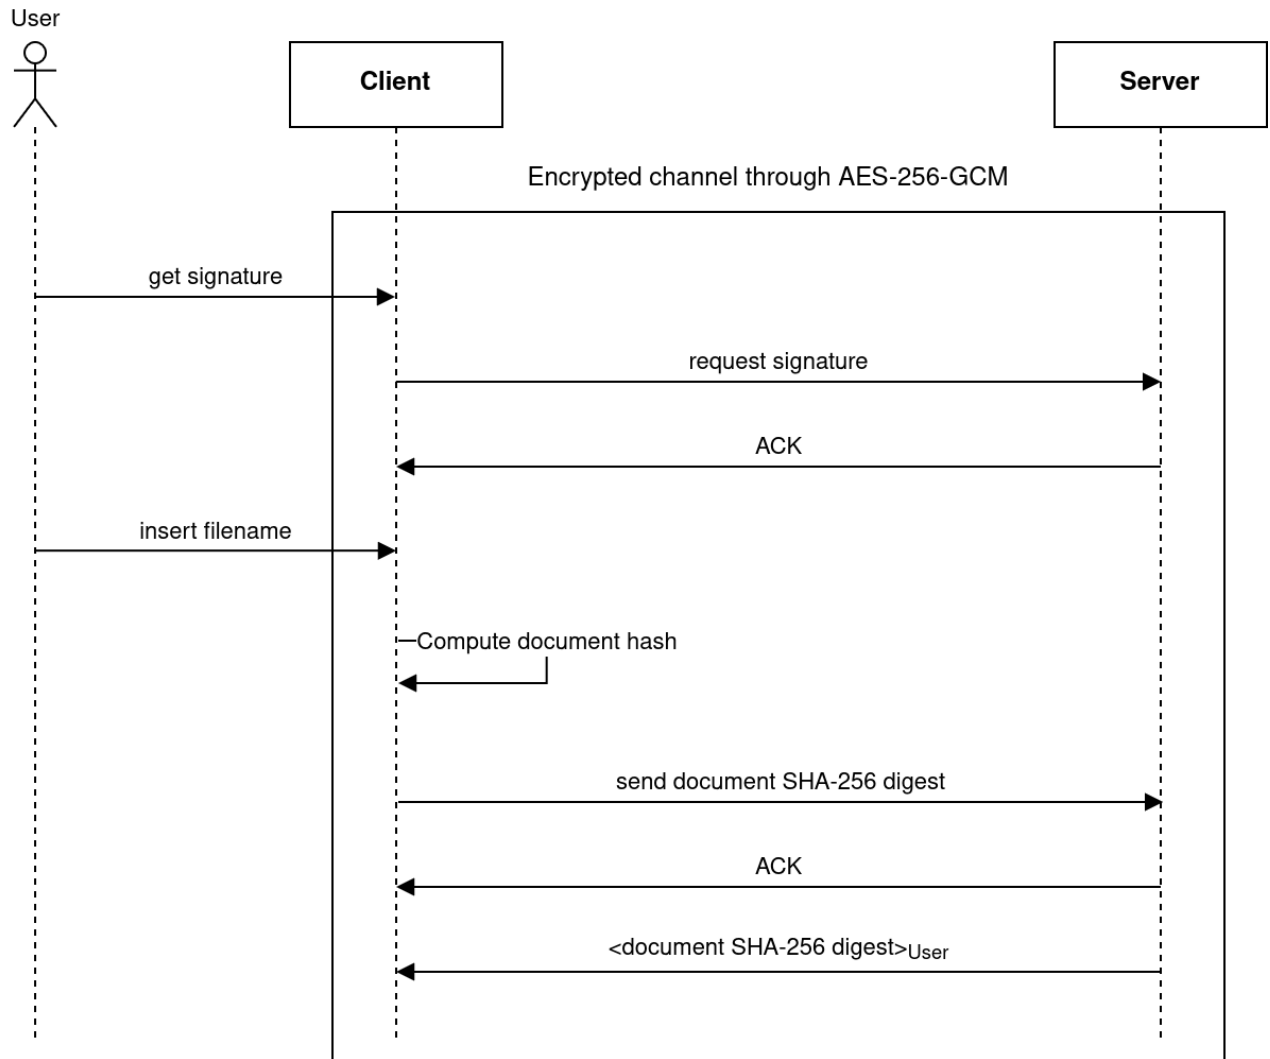 User
Client
Server
Encrypted channel through AES-256-GCM
get signature
request signature
ACK
insert filename
Compute document hash
send document SHA-256 digest
ACK
<document SHA-256 digest>User